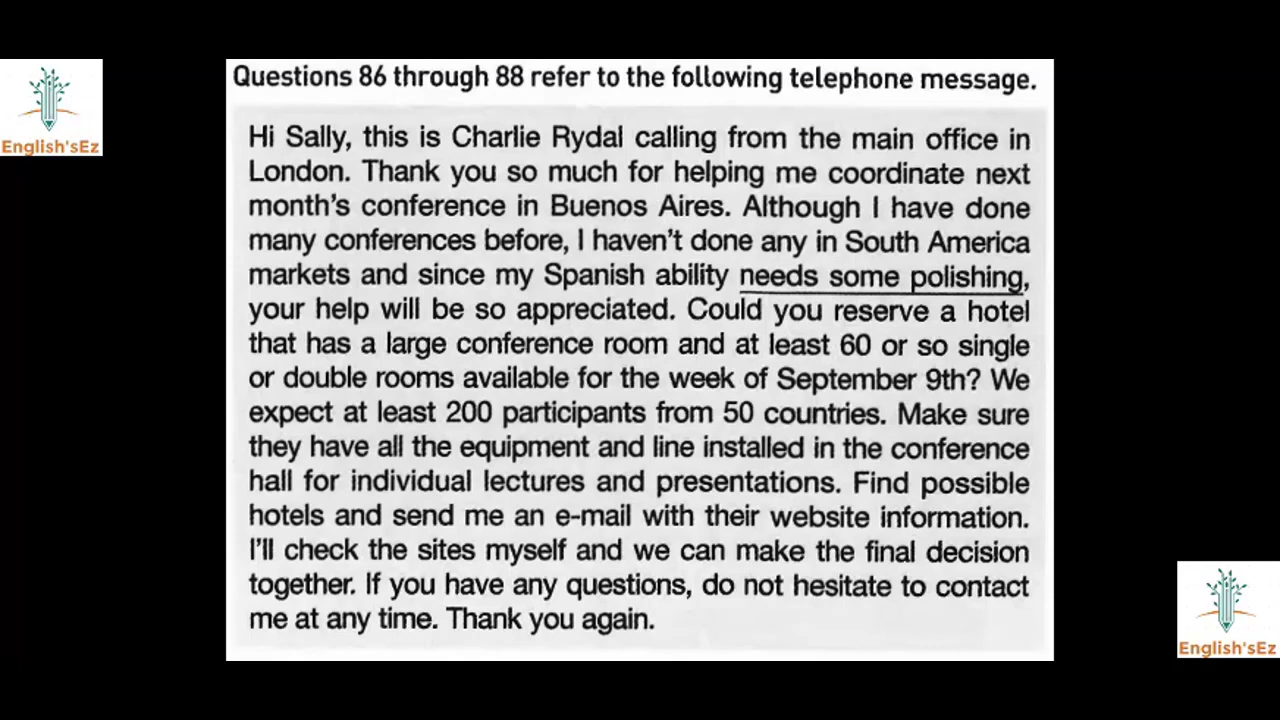 Questions 86 through 88 refer to the following telephone message.
English'sEz
Hi Sally, this is Charlie Rydal calling from the main office in
London. Thank you so much for helping me coordinate next
month's conference in Buenos Aires. Although I have done
many conferences before, I haven't done any in South America
markets and since my Spanish ability needs some polishing,
your help will be so appreciated. Could you reserve a hotel
that has a large conference room and at least 60 or so single
or double rooms available for the week of September 9th? We
expect at least 200 participants from 50 countries. Make sure
they have all the equipment and line installed in the conference
hall for individual lectures and presentations. Find possible
hotels and send me an e-mail with their website information.
I'll check the sites myself and we can make the final decision
together. If you have any questions, do not hesitate to contact
me at any time. Thank you again.
English'sEz